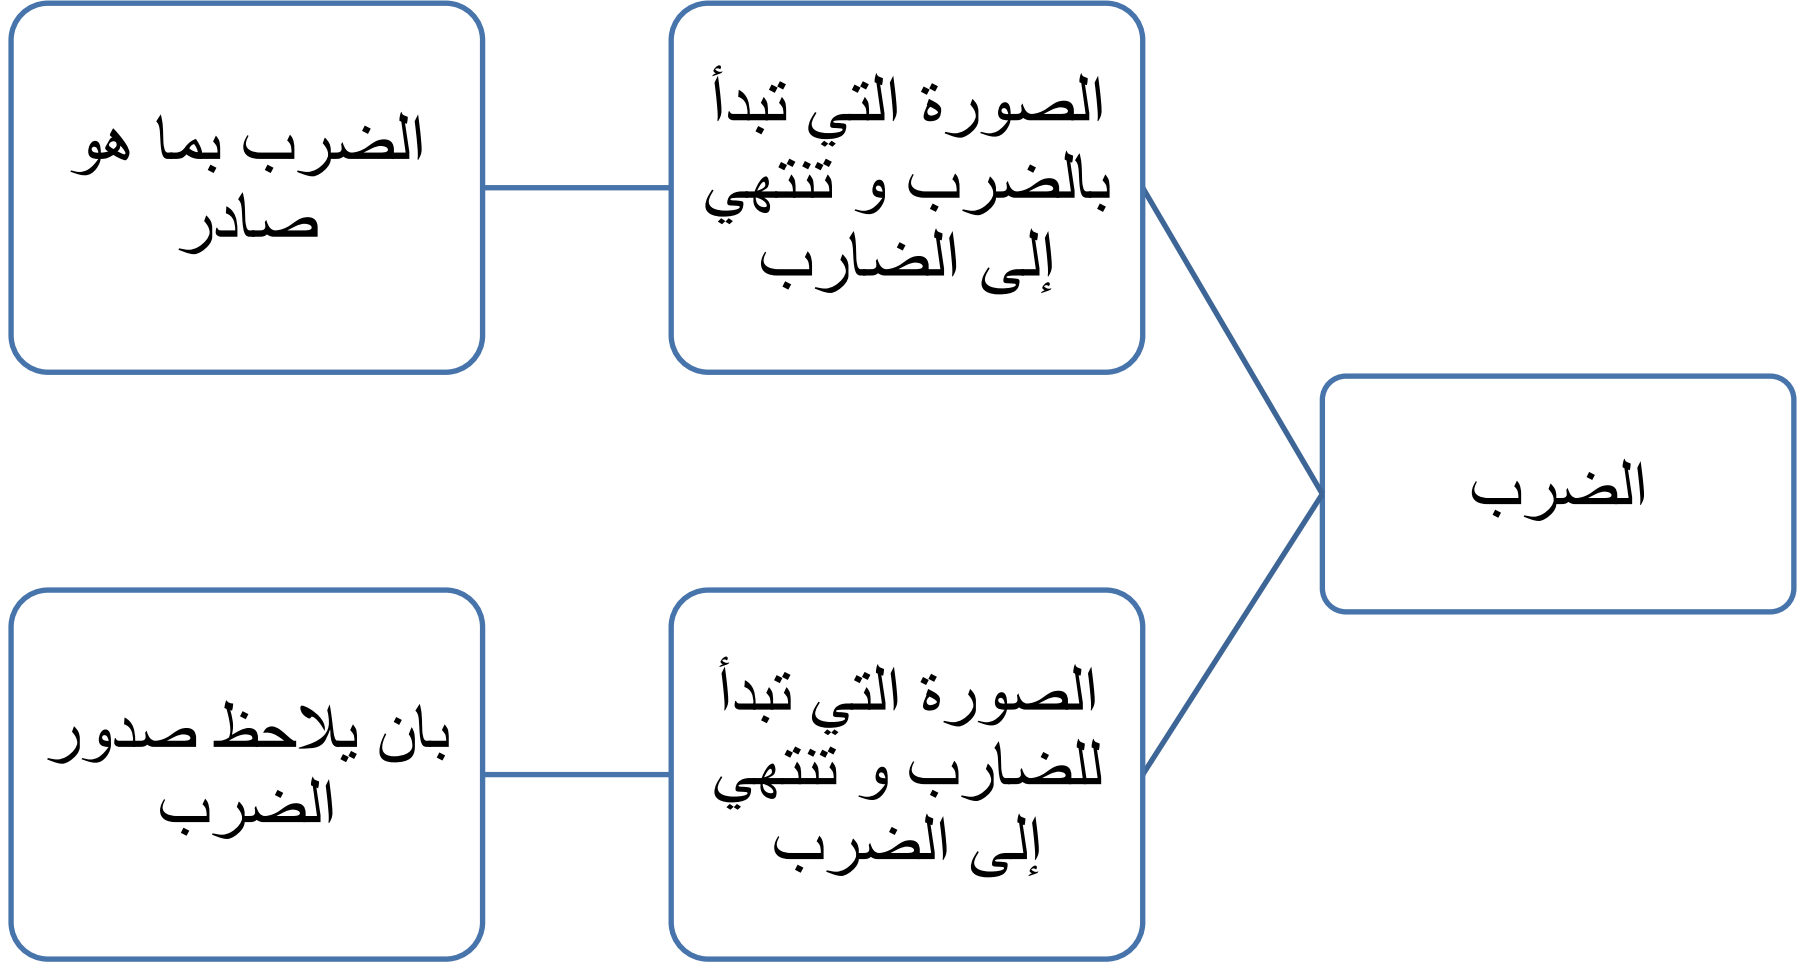 الضرب
الصورة التي تبدأ
بالضرب و تنتهي
إلى الضارب
الضرب بما هو
صادر
الصورة التي تبدأ
للضارب و تنتهي
إلى الضرب
بان يلاحظ صدور
الضرب